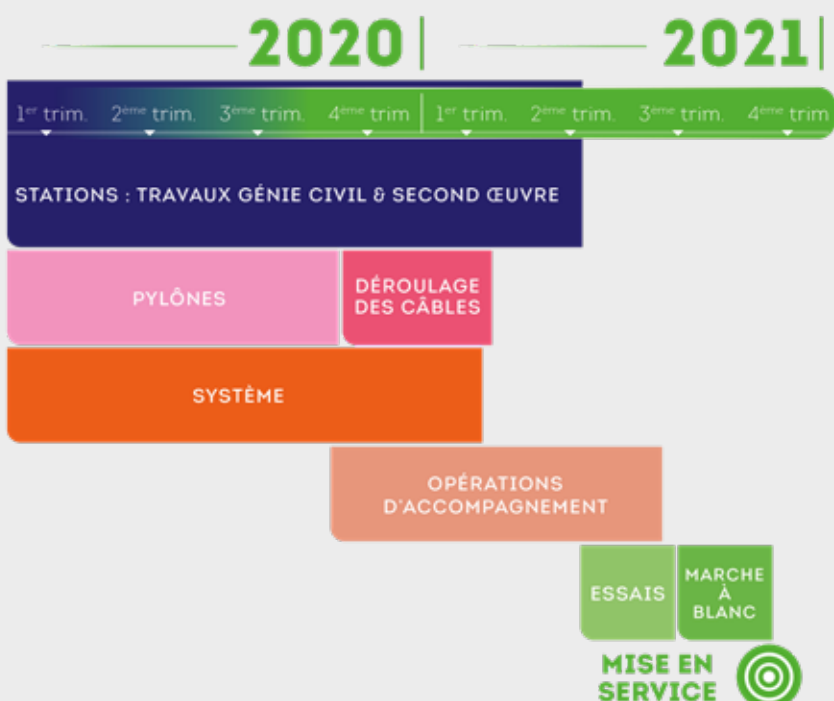 2020 2021
1er trim. 2ème trim. 3ème trim. 4ème trim 1er trim. 2ème trim. 3ème trim. 4ème trim
STATIONS : TRAVAUX GÉNIE CIVIL & SECOND ŒUVRE
PYLÔNES
DÉROULAGE
DES CÂBLES
SYSTÈME
OPÉRATIONS
D'ACCOMPAGNEMENT
ESSAIS
MARCHE
À
BLANC
MISE EN
SERVICE